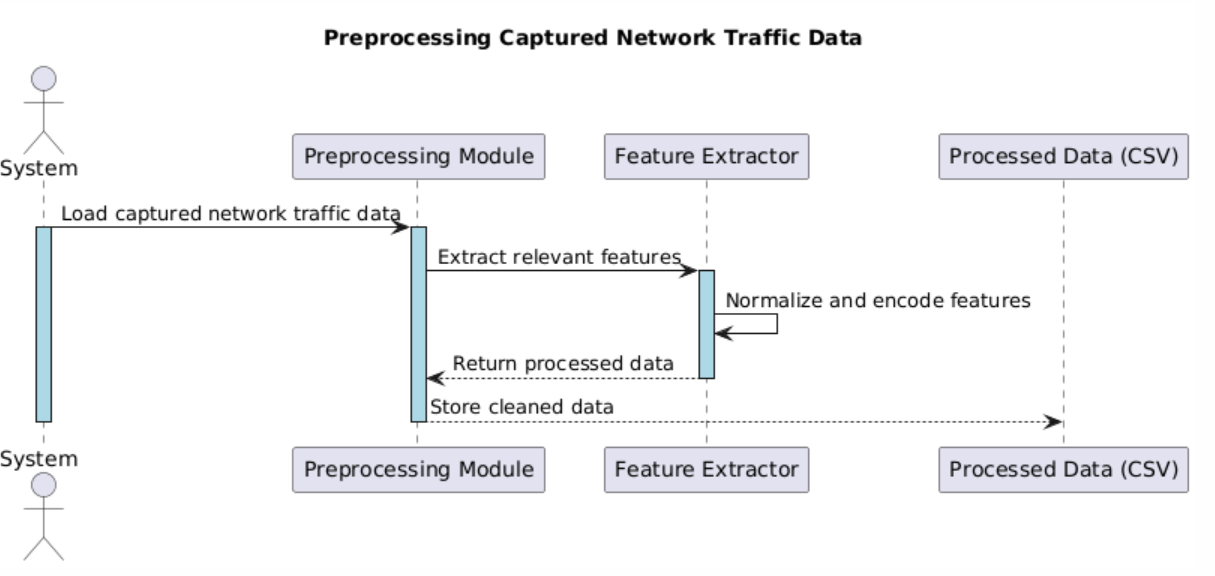 Preprocessing Captured Network Traffic Data
System
Preprocessing Module
Feature Extractor
Processed Data (CSV)
Load captured network traffic data
Extract relevant features
Normalize and encode features
Return processed data
Store cleaned data
System
Preprocessing Module
Feature Extractor
Processed Data (CSV)